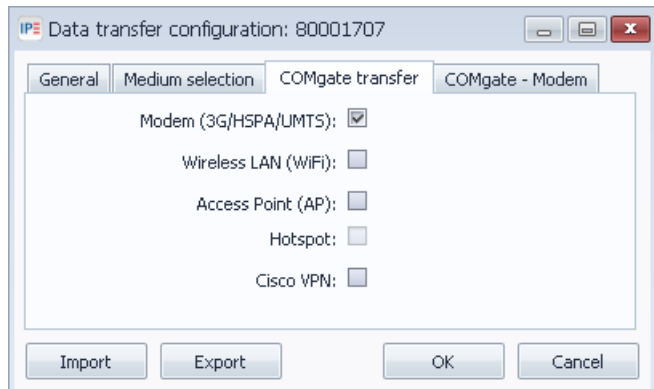 IPE Data transfer configuration: 80001707
General Medium selection COMgate transfer COMgate - Modem
Modem (3G/HSPA/UMTS):
Wireless LAN (WiFi):
Access Point (AP):
Hotspot:
Cisco VPN:
Import Export OK Cancel